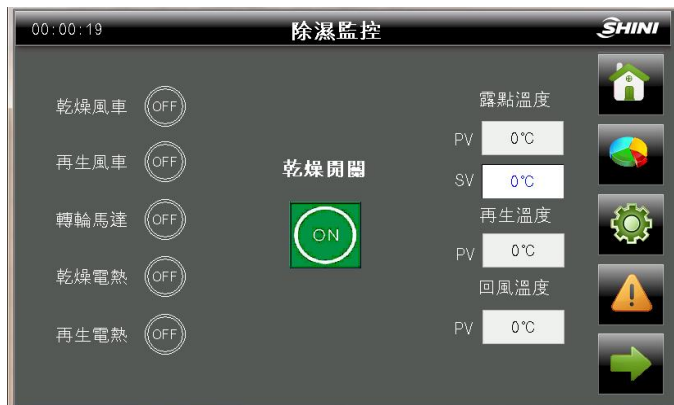 00:00:19
除濕監控
SHINI
乾燥風車 OFF
再生風車 OFF
轉輪馬達 OFF
乾燥電熱 OFF
再生電熱 OFF
乾燥開關
ON
露點溫度
PV 0℃
SV 0℃
再生溫度
PV 0℃
回風溫度
PV 0℃